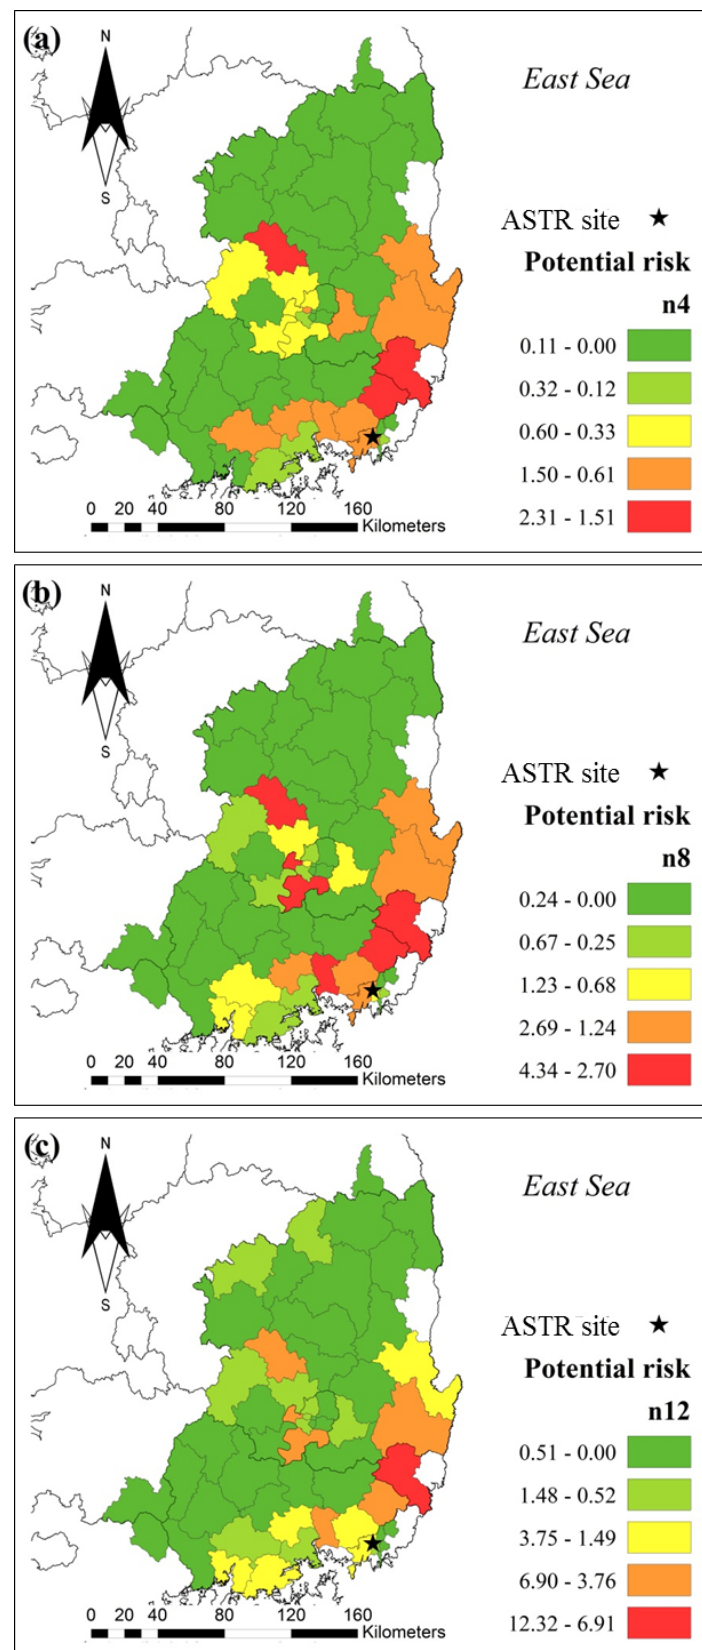 (a)
N
S
East Sea
ASTR site ★
Potential risk
n4
0.11 - 0.00
0.32 - 0.12
0.60 - 0.33
1.50 - 0.61
2.31 - 1.51
0 20 40 80 120 160
Kilometers
(b)
N
S
East Sea
ASTR site ★
Potential risk
n8
0.24 - 0.00
0.67 - 0.25
1.23 - 0.68
2.69 - 1.24
4.34 - 2.70
0 20 40 80 120 160
Kilometers
(c)
N
S
East Sea
ASTR site ★
Potential risk
n12
0.51 - 0.00
1.48 - 0.52
3.75 - 1.49
6.90 - 3.76
12.32 - 6.91
0 20 40 80 120 160
Kilometers